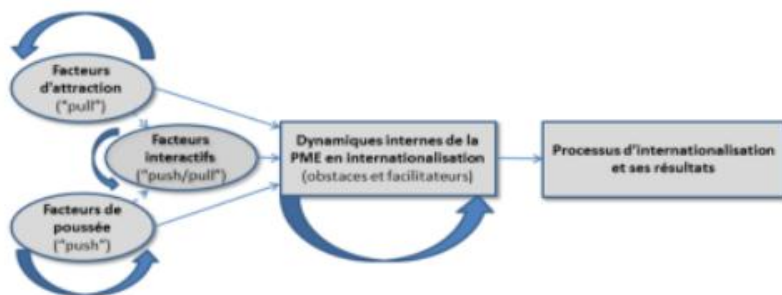 Facteurs
d'attraction
("pull")
Facteurs
interactifs
("push/pull")
Facteurs de
poussée
("push")
Dynamiques internes de la
PME en internationalisation
(obstaces et facilitateurs)
Processus d'internationalisation
et ses résultats